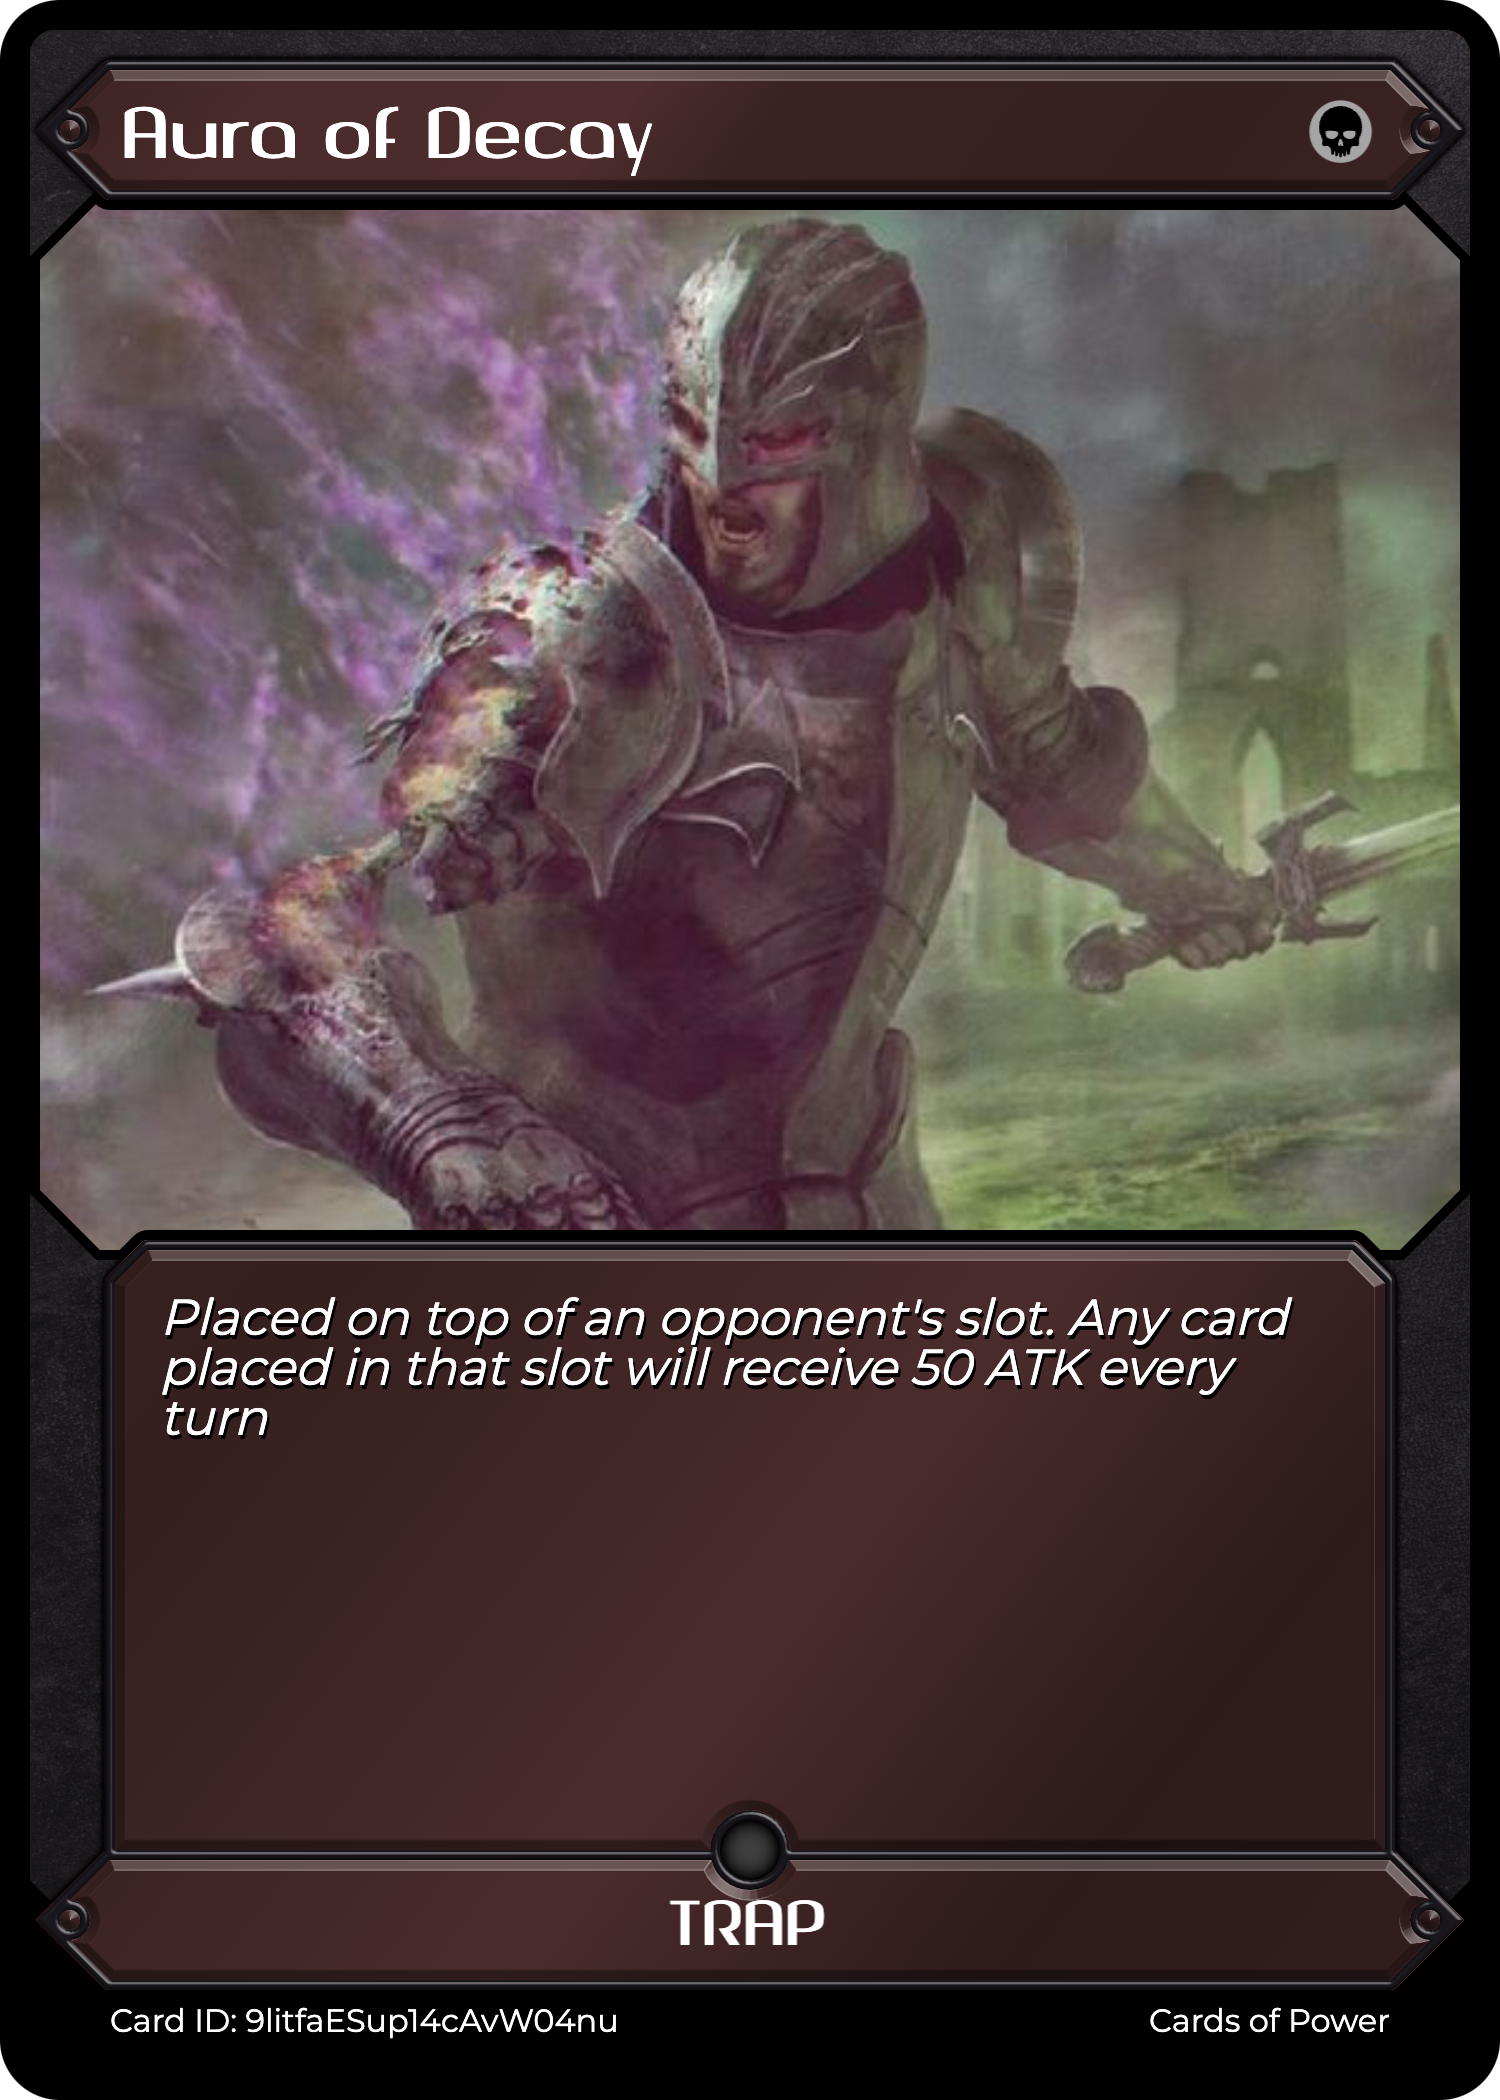 Aura of Decay
Placed on top of an opponent's slot. Any card
placed in that slot will receive 50 ATK every
turn
TRAP
Card ID: 9litfaESup14cAvW04nu
Cards of Power